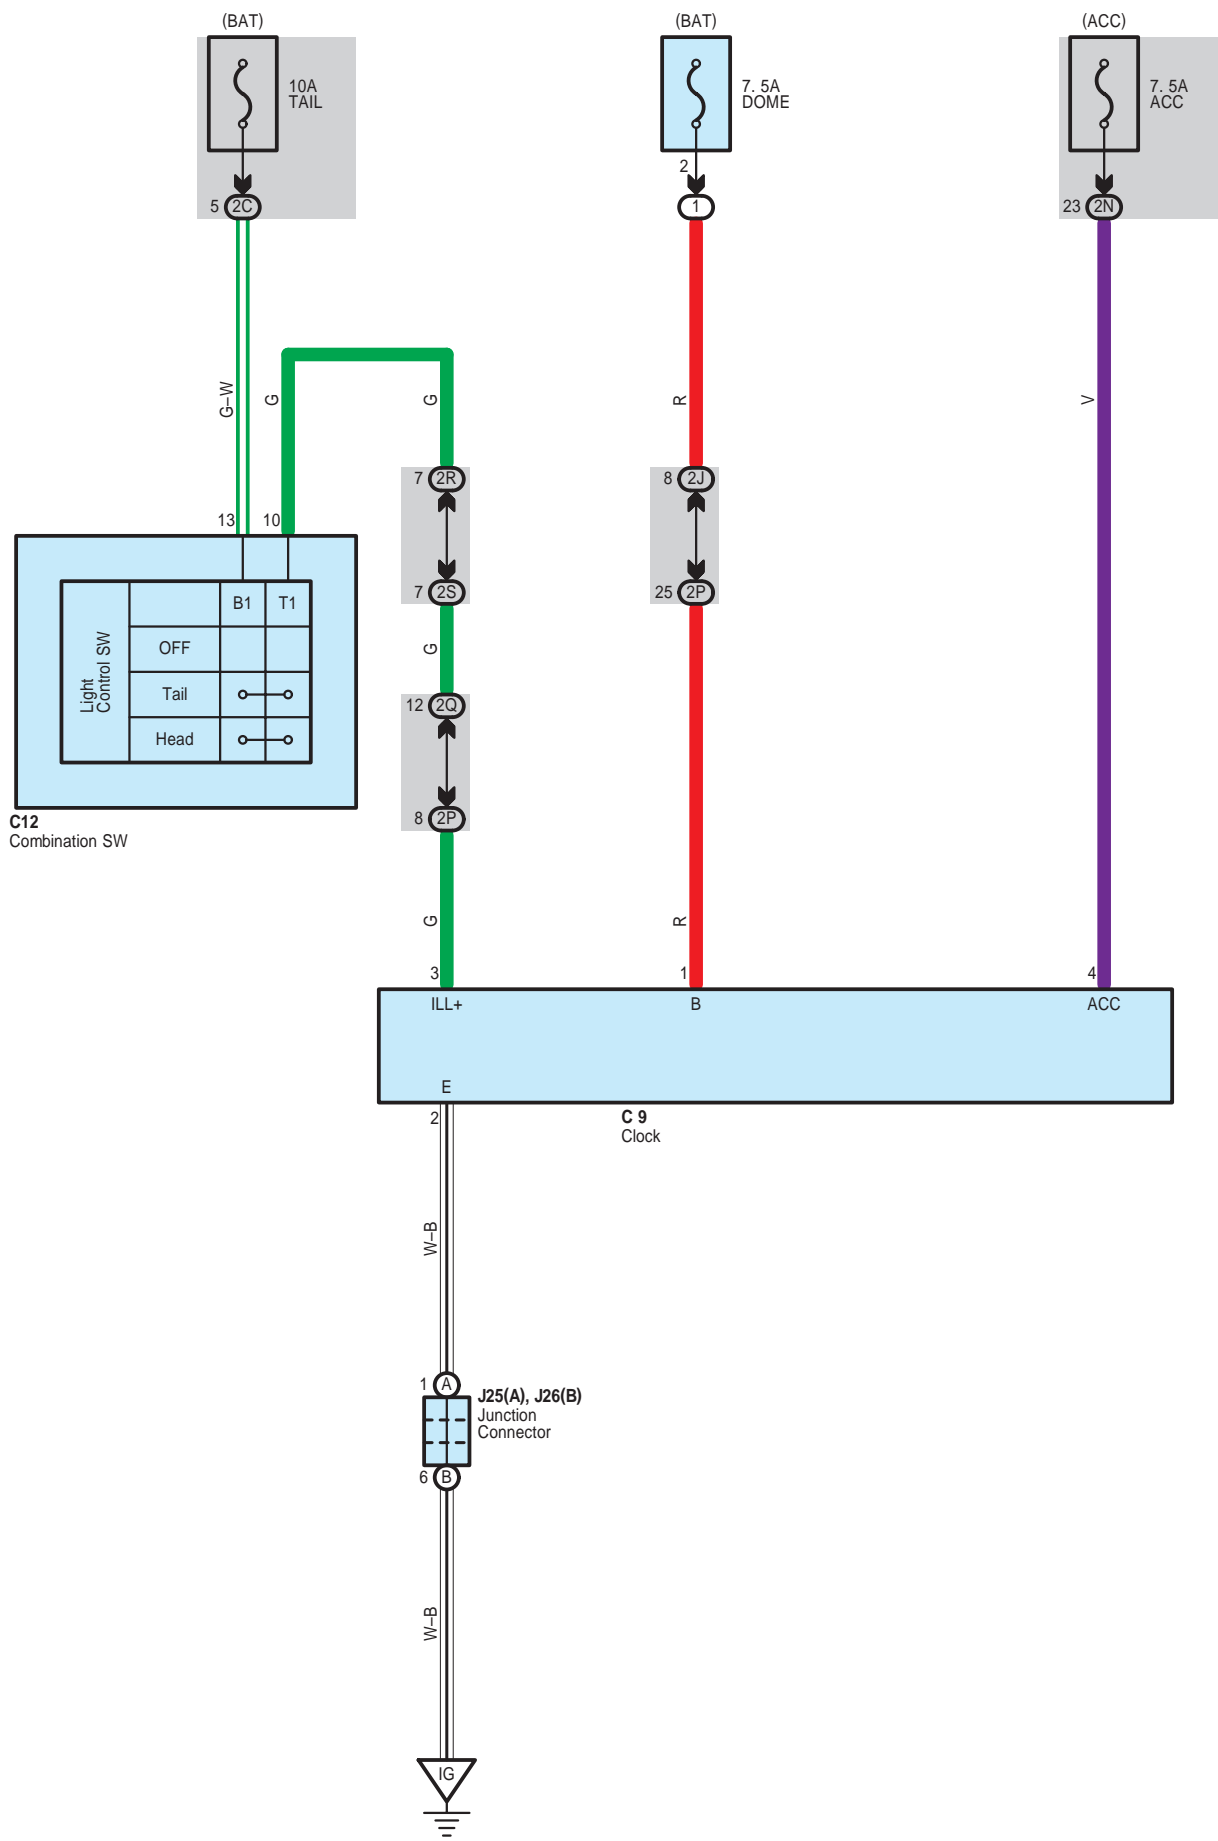 (BAT)
(BAT)
(ACC)
10A
TAIL
7. 5A
DOME
7. 5A
ACC
2
5 2C
1
23 2N
G–W
G
G
R
V
7 2R
8 2J
13
10
7 2S
25 2P
Light
Control SW
B1 T1
OFF
Tail
Head
G
12 2Q
8 2P
C12
Combination SW
G
R
3
1
4
ILL+
B
ACC
E
2
C 9
Clock
W–B
1 A
J25(A), J26(B)
Junction
Connector
6 B
W–B
IG